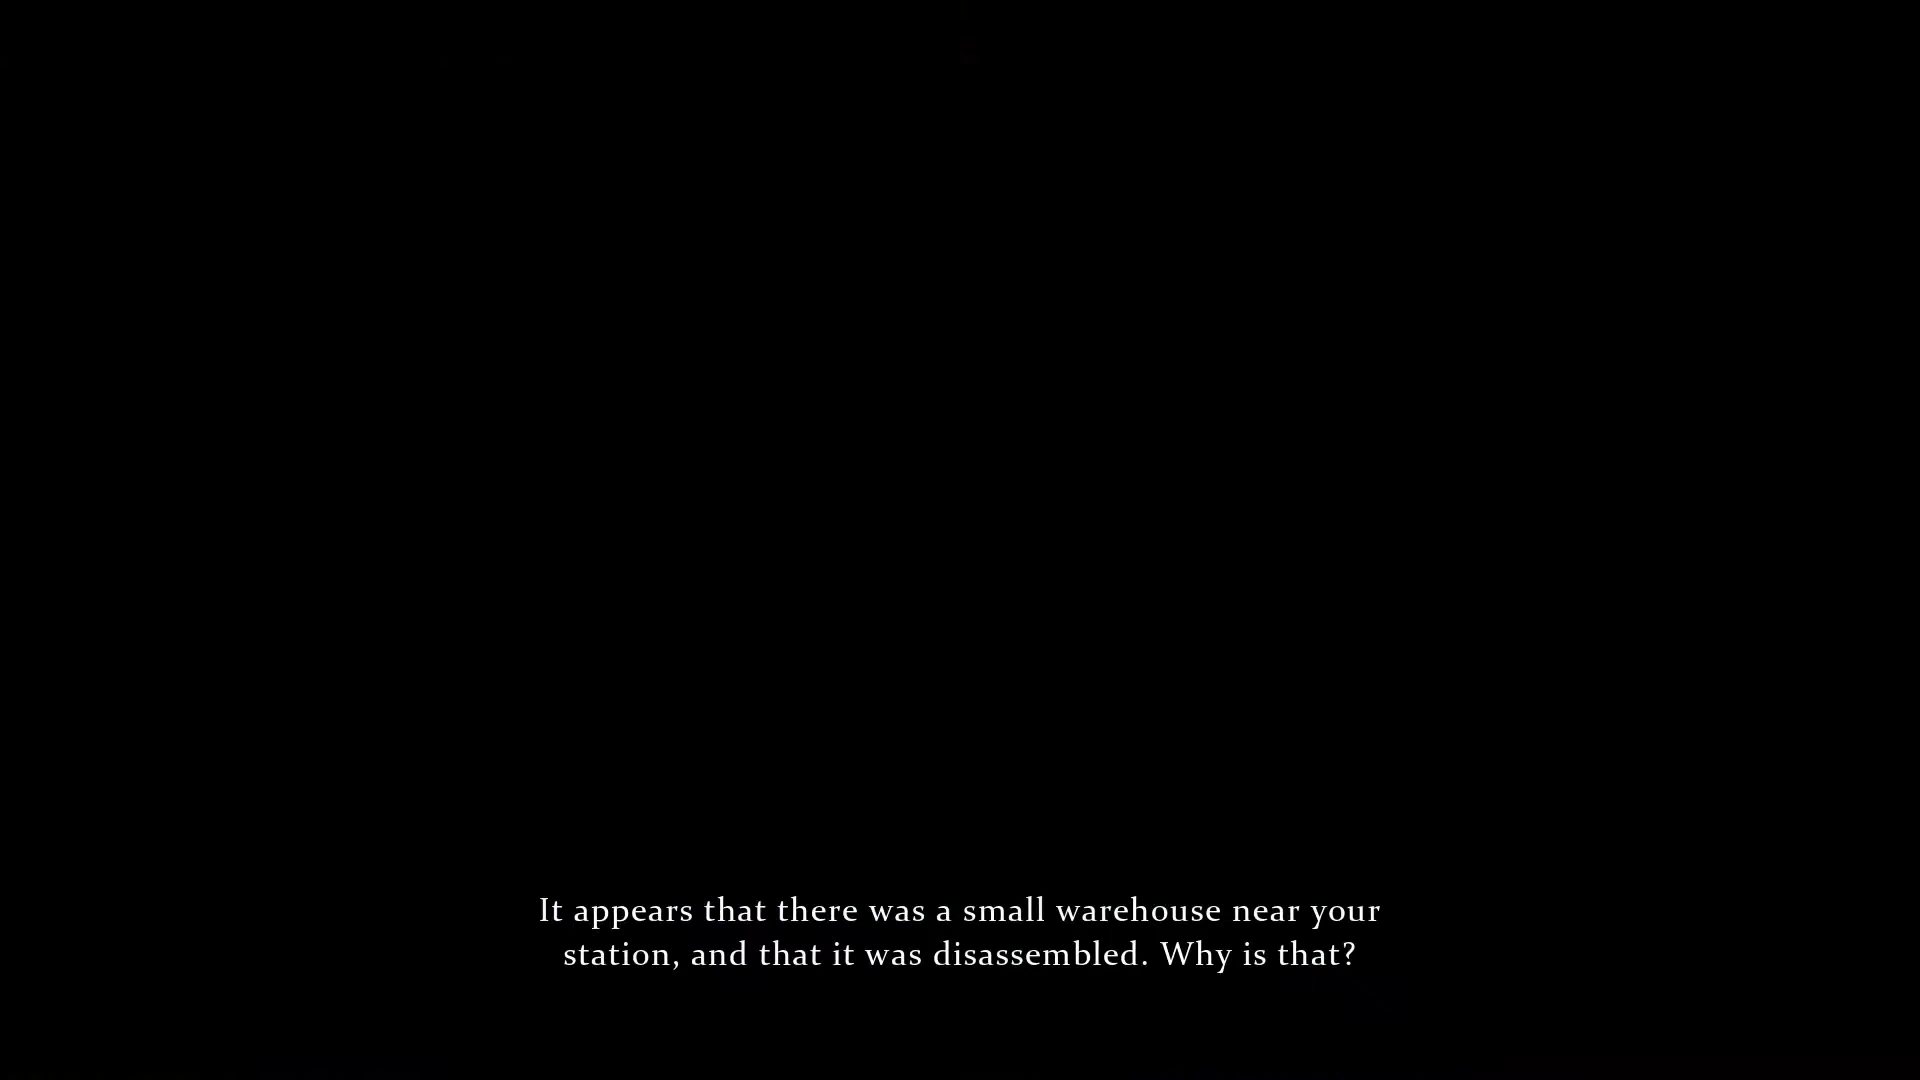 It appears that there was a small warehouse near your
station, and that it was disassembled. Why is that?